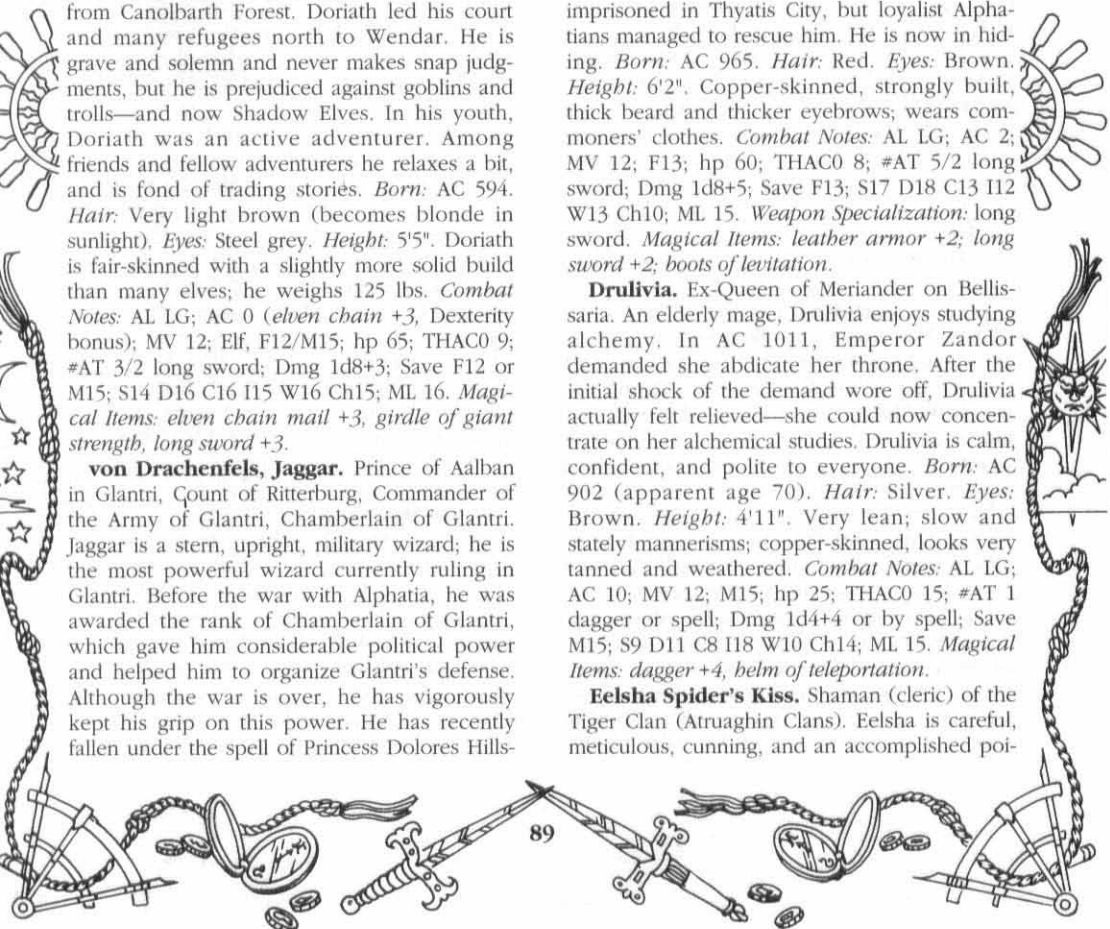 from Canolbarth Forest. Doriath led his court
and many refugees north to Wendar. He is
grave and solemn and never makes snap judg-
ments, but he is prejudiced against goblins and
trolls—and now Shadow Elves. In his youth,
Doriath was an active adventurer. Among
friends and fellow adventurers he relaxes a bit,
and is fond of trading stories. Born: AC 594.
Hair: Very light brown (becomes blonde in
sunlight). Eyes: Steel grey. Height: 5'5". Doriath
is fair-skinned with a slightly more solid build
than many elves; he weighs 125 lbs. Combat
Notes: AL LG; AC 0 (elven chain +3, Dexterity
bonus); MV 12; Elf, F12/M15; hp 65; THAC0 9;
#AT 3/2 long sword; Dmg 1d8+3; Save F12 or
M15; S14 D16 C16 I15 W16 Ch15; ML 16. Magi-
cal Items: elven chain mail +3, girdle of giant
strength, long sword +3.
von Drachenfels, Jaggar. Prince of Aalban
in Glantri, Count of Ritterburg, Commander of
the Army of Glantri, Chamberlain of Glantri.
Jaggar is a stern, upright, military wizard; he is
the most powerful wizard currently ruling in
Glantri. Before the war with Alphatia, he was
awarded the rank of Chamberlain of Glantri,
which gave him considerable political power
and helped him to organize Glantri's defense.
Although the war is over, he has vigorously
kept his grip on this power. He has recently
fallen under the spell of Princess Dolores Hills-
imprisoned in Thyatis City, but loyalist Alpha-
tians managed to rescue him. He is now in hid-
ing. Born: AC 965. Hair: Red. Eyes: Brown.
Height: 6'2". Copper-skinned, strongly built,
thick beard and thicker eyebrows; wears com-
moners' clothes. Combat Notes: AL LG; AC 2;
MV 12; F13; hp 60; THAC0 8; #AT 5/2 long
sword; Dmg 1d8+5; Save F13; S17 D18 C13 I12
W13 Ch10; ML 15. Weapon Specialization: long
sword. Magical Items: leather armor +2; long
sword +2; boots of levitation.
Drulivia. Ex-Queen of Meriander on Bellis-
saria. An elderly mage, Drulivia enjoys studying
alchemy. In AC 1011, Emperor Zandor
demanded she abdicate her throne. After the
initial shock of the demand wore off, Drulivia
actually felt relieved—she could now concen-
trate on her alchemical studies. Drulivia is calm,
confident, and polite to everyone. Born: AC
902 (apparent age 70). Hair: Silver. Eyes:
Brown. Height: 4'11". Very lean; slow and
stately mannerisms; copper-skinned, looks very
tanned and weathered. Combat Notes: AL LG;
AC 10; MV 12; M15; hp 25; THAC0 15; #AT 1
dagger or spell; Dmg 1d4+4 or by spell; Save
M15; S9 D11 C8 I18 W10 Ch14; ML 15. Magical
Items: dagger +4, helm of teleportation.
Eelsha Spider's Kiss. Shaman (cleric) of the
Tiger Clan (Atruaghin Clans). Eelsha is careful,
meticulous, cunning, and an accomplished poi-
89